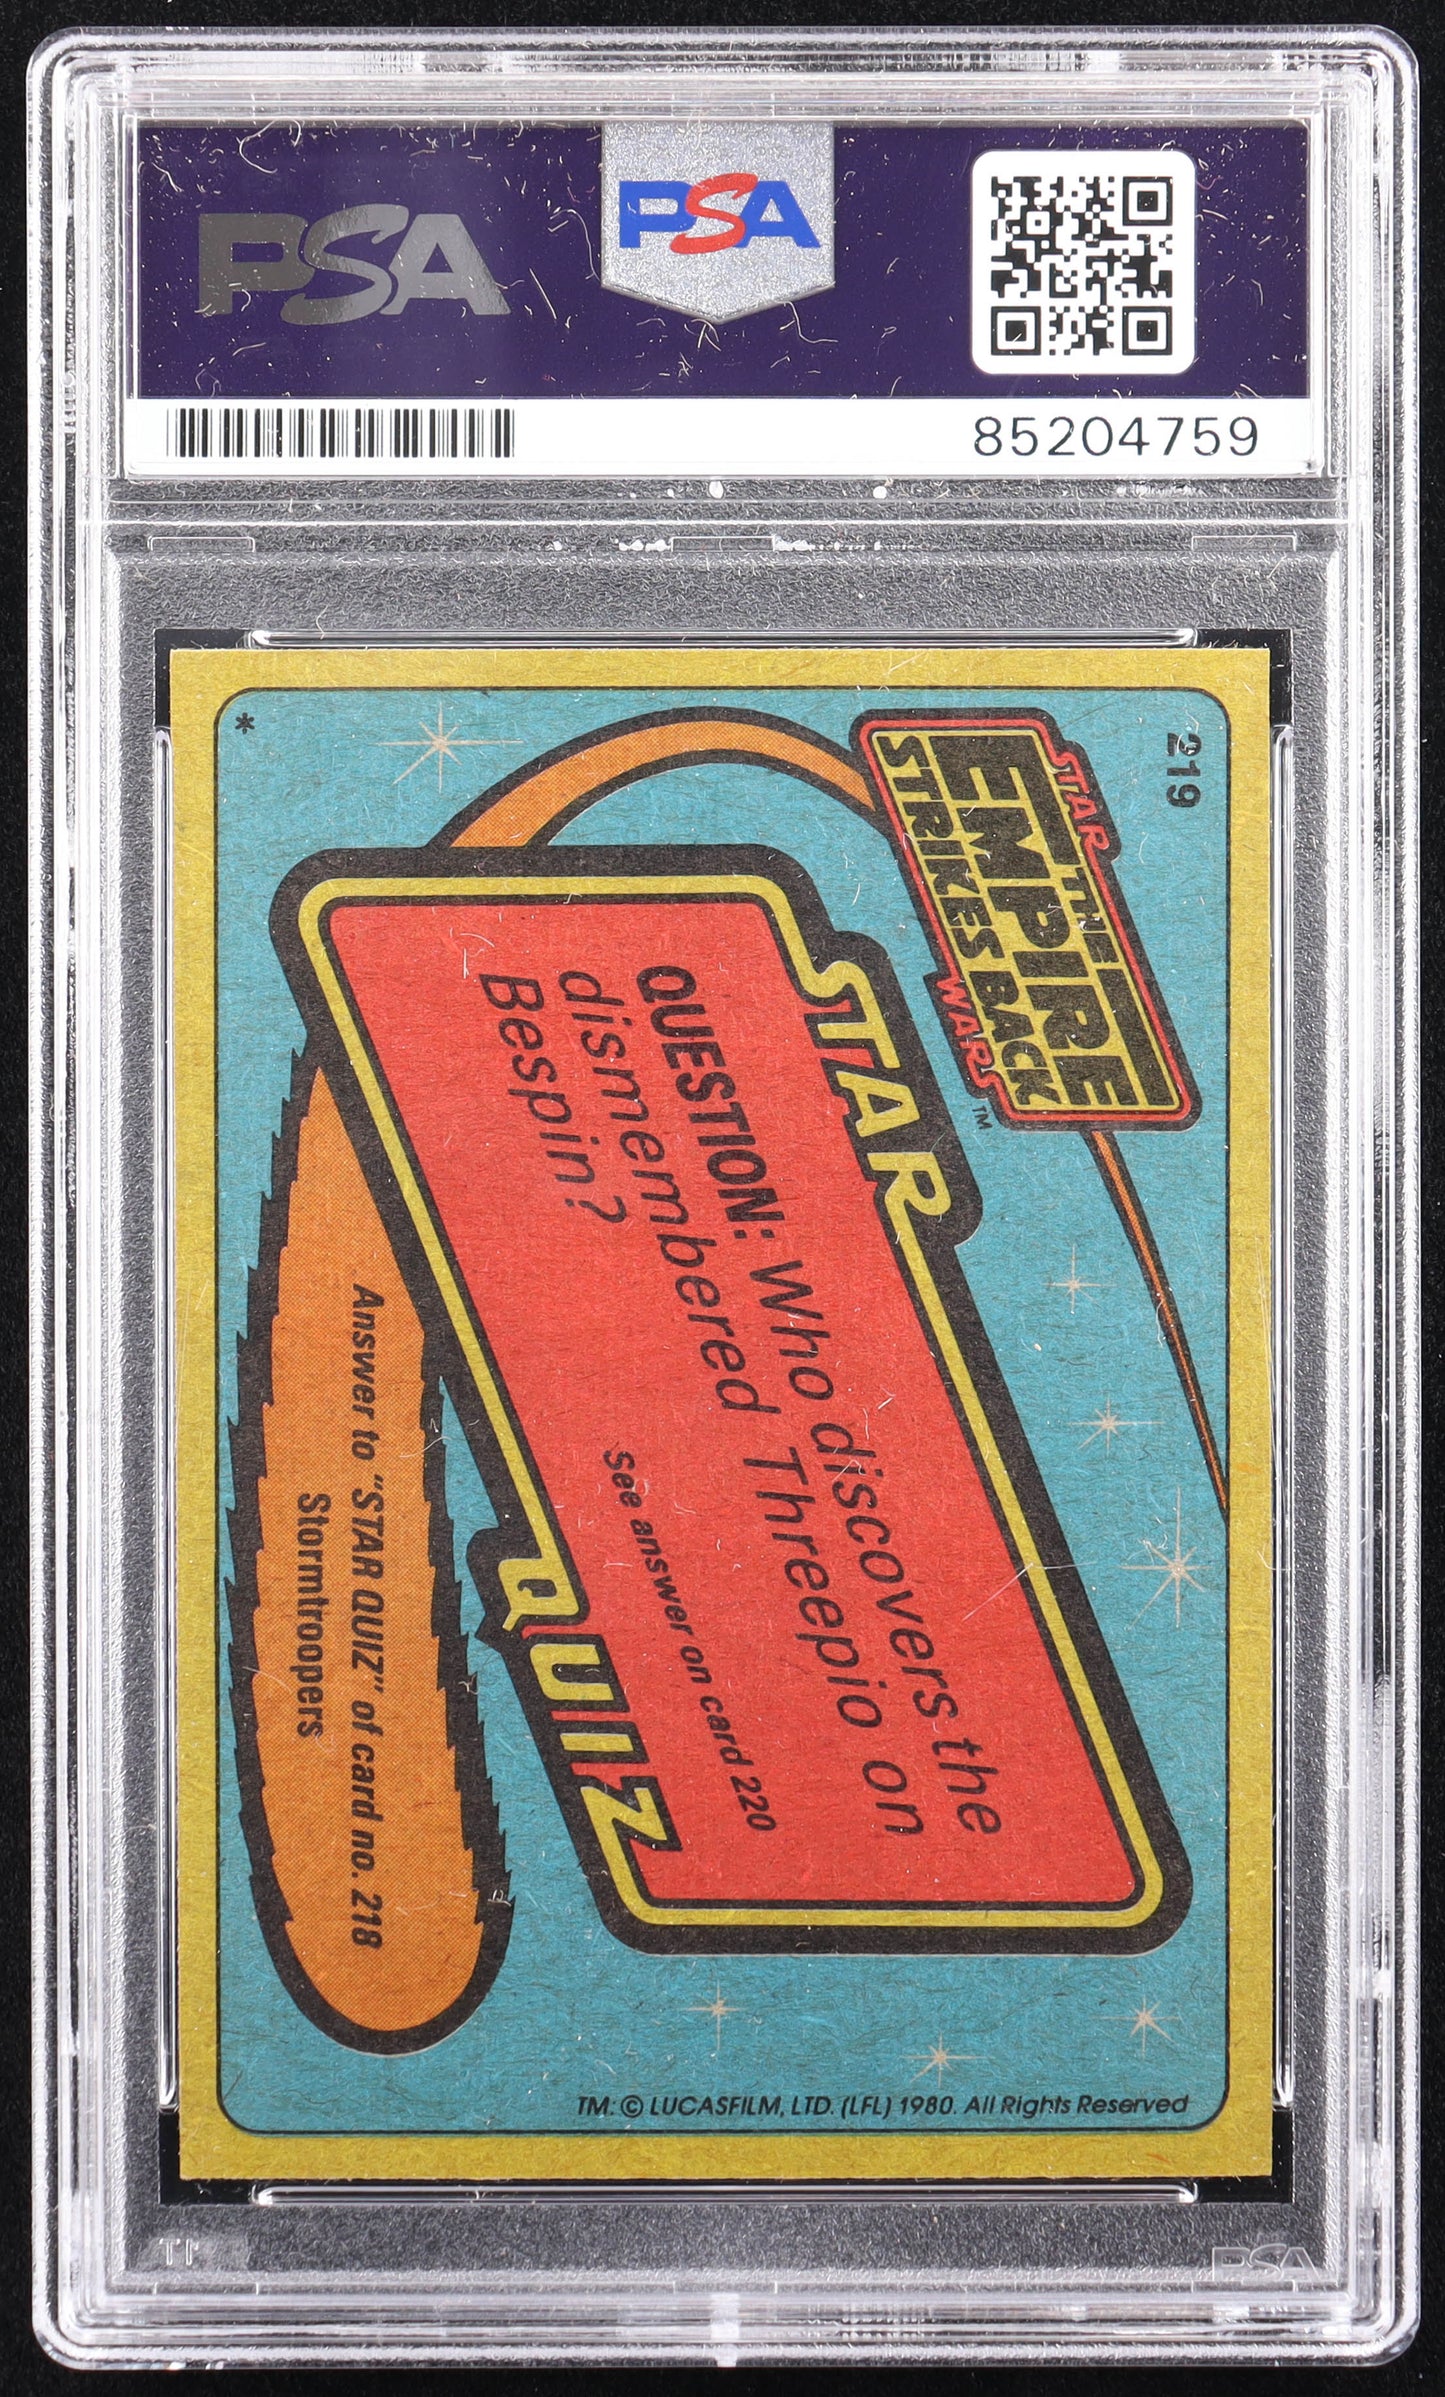 PSA
PSA
85204759
219
STAR
THE
EMPIRE
STRIKES BACK
WARS
TM
STAR
QUESTION: Who discovers the
dismembered Threepio on
Bespin?
See answer on card 220
QUIZ
Answer to "STAR QUIZ" of card no. 218
Stormtroopers
*
TM: © LUCASFILM, LTD. (LFL) 1980. All Rights Reserved
PSA